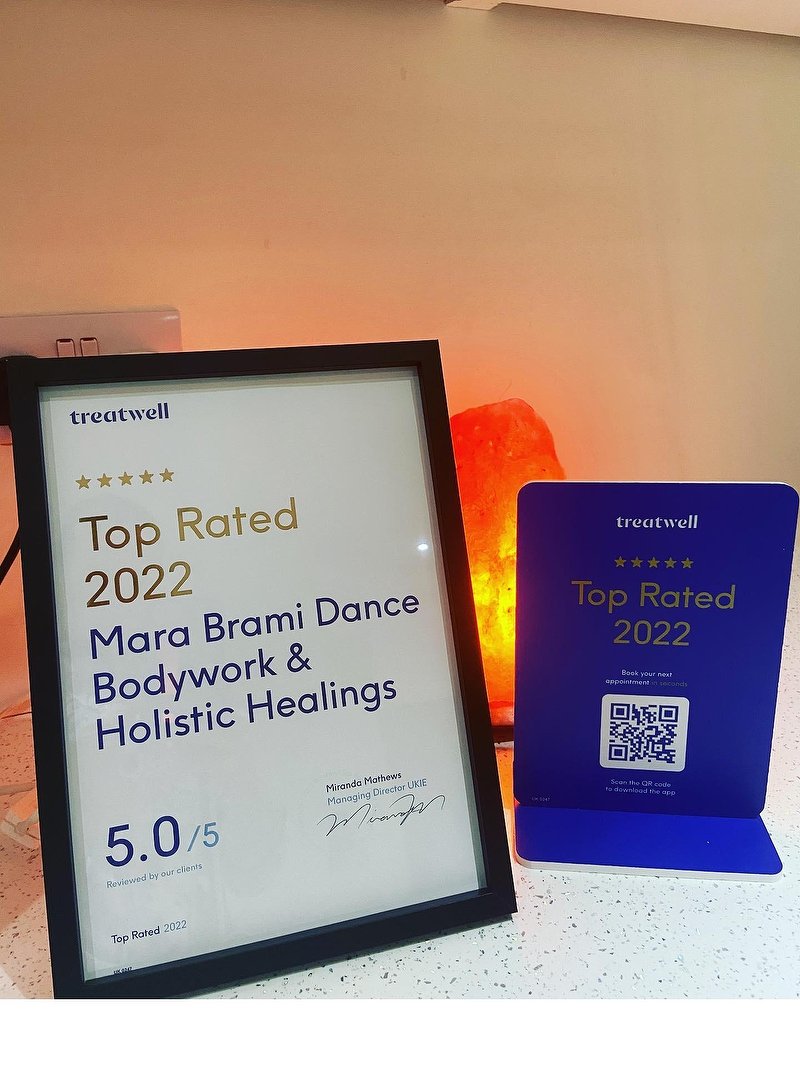 treatwell
Top Rated
2022
Mara Brami Dance
Bodywork &
Holistic Healings
Miranda Mathews
Managing Director UKIE
5.0/5
Reviewed by our clients
Top Rated 2022
treatwell
Top Rated
2022
Book your next
appointment in seconds
Scan the QR code
to download the app